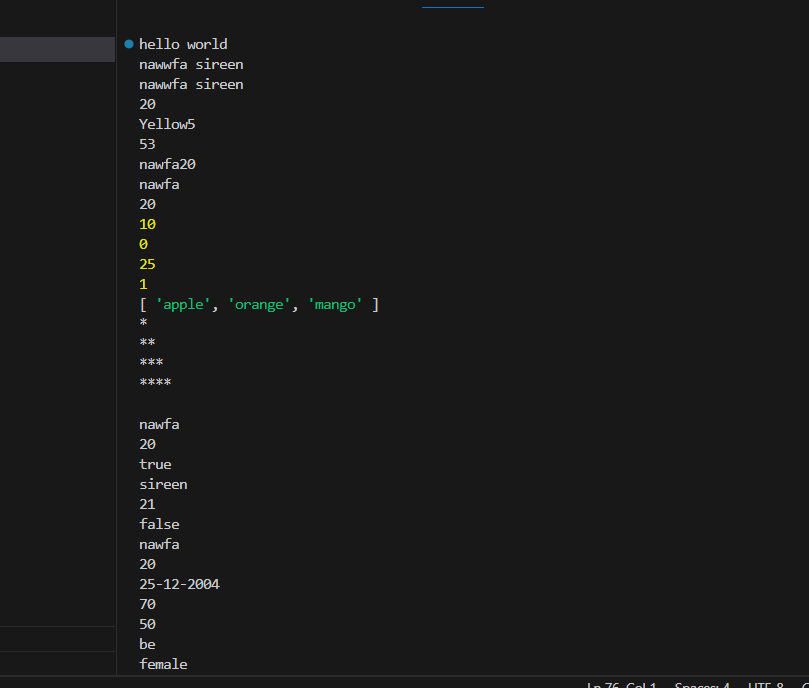 hello world
nawwfa sireen
nawwfa sireen
20
Yellow5
53
nawfa20
nawfa
20
10
0
25
1
[ 'apple', 'orange', 'mango' ]
*
**
***
****
nawfa
20
true
sireen
21
false
nawfa
20
25-12-2004
70
50
be
female
Ln 76, Col 1 Spaces: 4 UTF-8